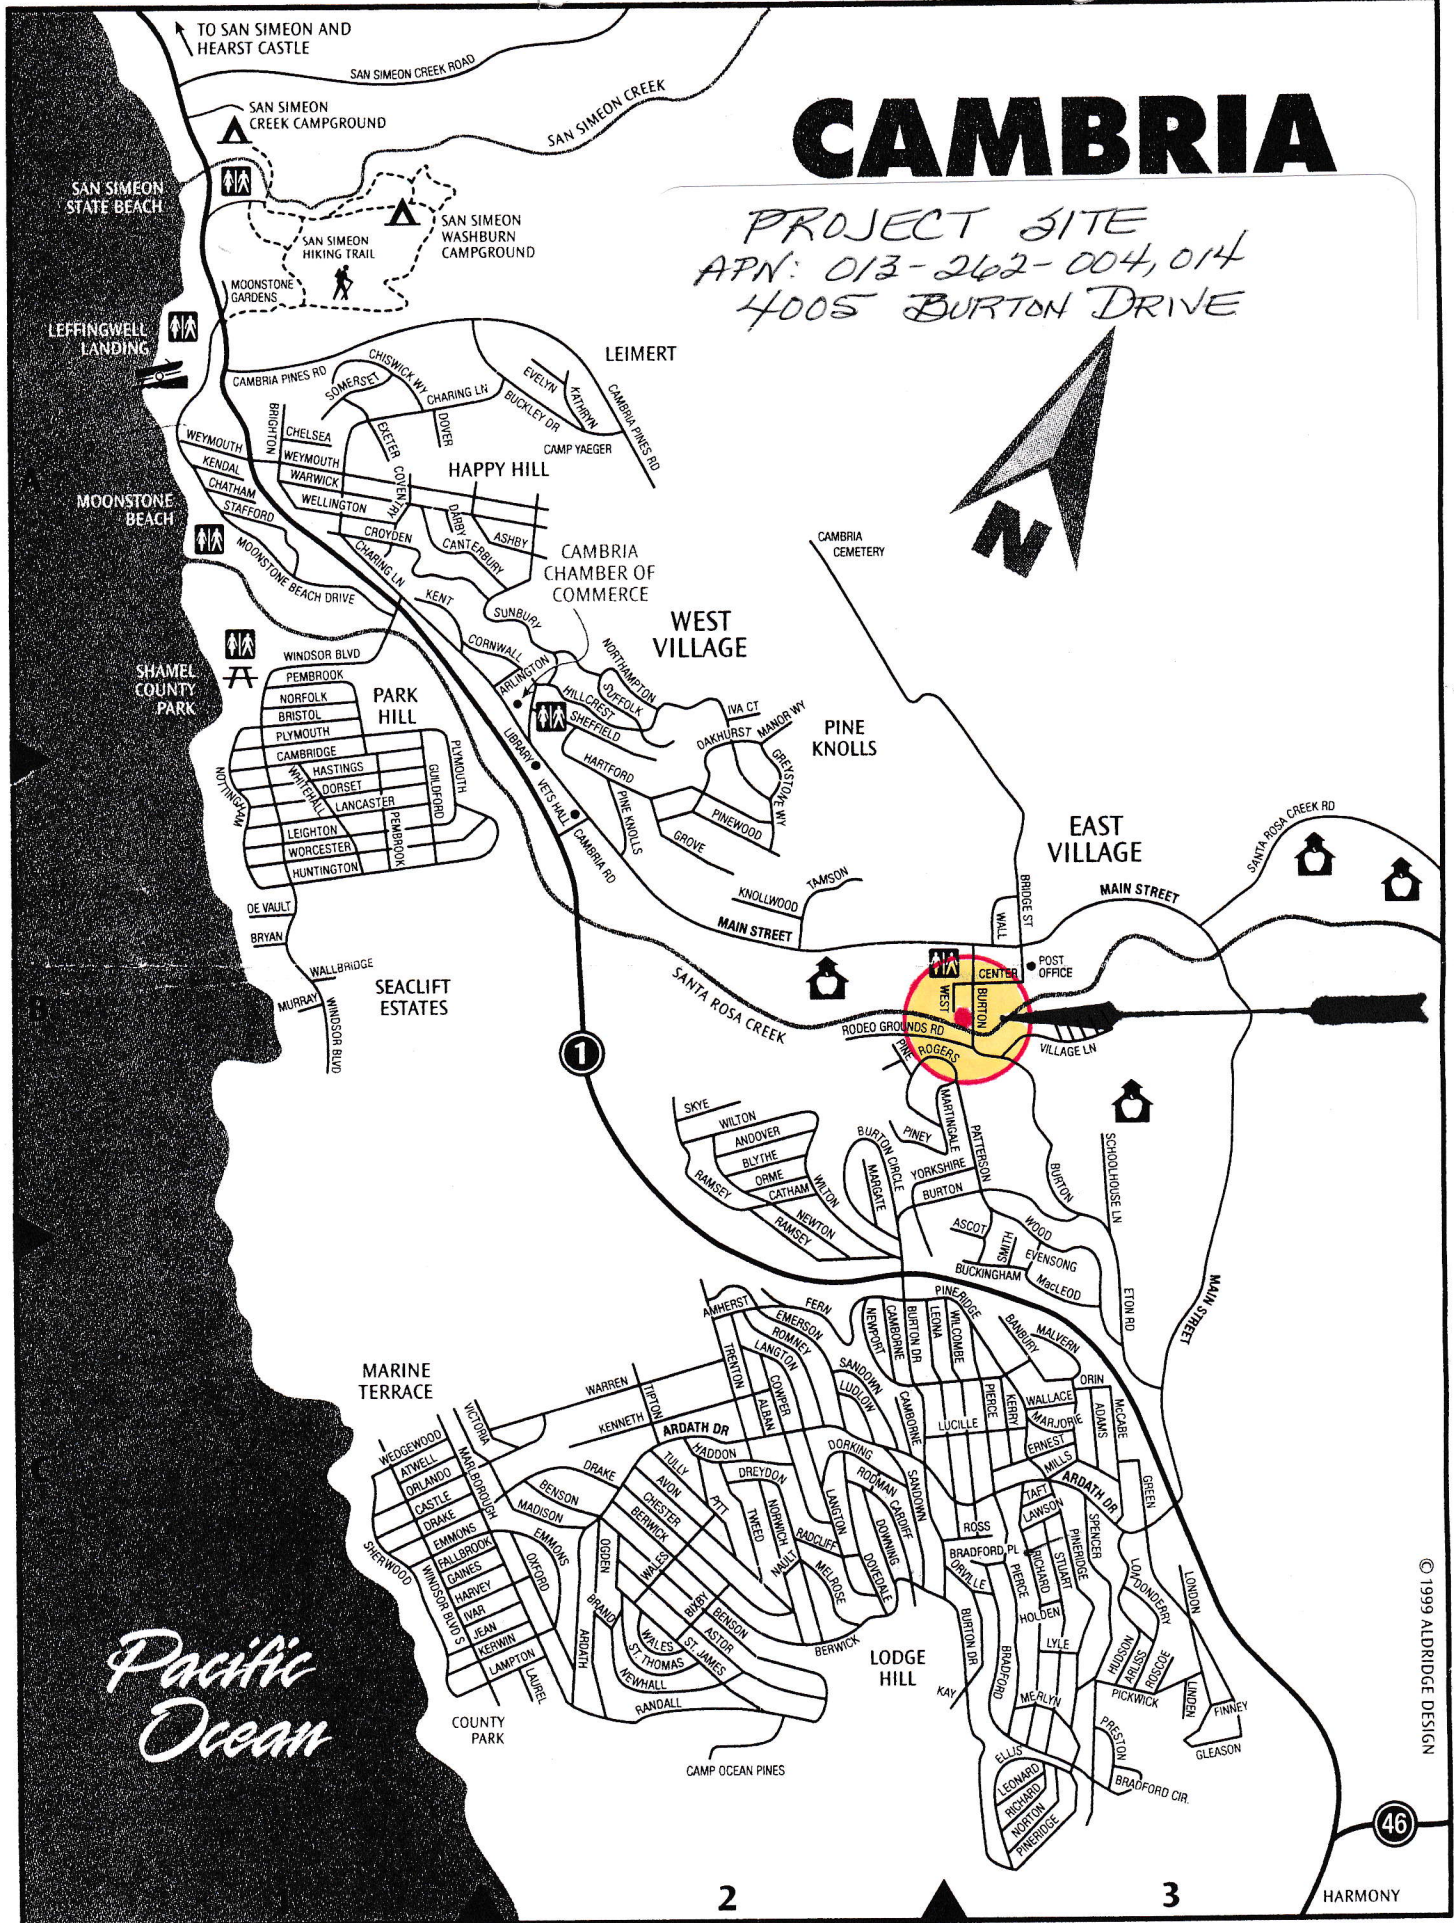 TO SAN SIMEON AND
HEARST CASTLE
SAN SIMEON CREEK ROAD
SAN SIMEON
CREEK CAMPGROUND
SAN SIMEON CREEK
CAMBRIA
SAN SIMEON
STATE BEACH
SAN SIMEON
WASHBURN
CAMPGROUND
SAN SIMEON
HIKING TRAIL
PROJECT SITE
APN: 013-262-004, 014
4005 BURTON DRIVE
MOONSTONE
GARDENS
LEFFINGWELL
LANDING
LEIMERT
CAMBRIA PINES RD
SOMERSET
CHISWICK WY
CHARING LN
EVELYN
KATHRYN
BUCKLEY DR
CAMBRIA PINES RD
CAMP YAEGER
BRIGHTON
CHELSEA
EXETER
DOVER
WEYMOUTH
WEYMOUTH
KENDAL
WARWICK
COVENTRY
HAPPY HILL
A
CHATHAM
WELLINGTON
STAFFORD
MOONSTONE
BEACH
DARBY
ASHBY
CROYDEN
CANTERBURY
CHARING LN
MOONSTONE BEACH DRIVE
CAMBRIA
CEMETERY
N
CAMBRIA
CHAMBER OF
COMMERCE
KENT
SUNBURY
WEST
VILLAGE
CORNWALL
ARLINGTON
NORTHAMPTON
SUFFOLK
HILLCREST
SHEFFIELD
SHAMEL
COUNTY
PARK
WINDSOR BLVD
PEMBROOK
NORFOLK
BRISTOL
PLYMOUTH
PARK
HILL
CAMBRIDGE
HASTINGS
WHITEHALL
DORSET
LANCASTER
PLYMOUTH
GUILDFORD
NOTTINGHAM
LEIGHTON
WORCESTER
HUNTINGTON
PEMBROOK
LIBRARY
VETS HALL
CAMBRIA RD
HARTFORD
PINE KNOLLS
IVA CT
OAKHURST
MANOR WY
GREYSTONE WY
PINE
KNOLLS
PINEWOOD
GROVE
EAST
VILLAGE
SANTA ROSA CREEK RD
KNOLLWOOD
TAMSON
MAIN STREET
BRIDGE ST
WALL
MAIN STREET
DE VAULT
BRYAN
WALLBRIDGE
MURRAY
WINDSOR BLVD
SEACLIFT
ESTATES
B
SANTA ROSA CREEK
POST
OFFICE
CENTER
WEST
BURTON
RODEO GROUNDS RD
VILLAGE LN
PINE
ROGERS
1
SKYE
WILTON
ANDOVER
BLYTHE
ORME
CATHAM
RAMSEY
WILTON
NEWTON
RAMSEY
BURTON CIRCLE
MARGATE
PINEY
MARTINGALE
PATTERSON
YORKSHIRE
BURTON
BURTON
SCHOOLHOUSE LN
ASCOT
WOOD
SMITH
EVENSONG
BUCKINGHAM
MacLEOD
ETON RD
MAIN STREET
AMHERST
FERN
EMERSON
ROMNEY
LANGTON
TRENTON
NEWPORT
CAMBORNE
BURTON DR
LEONA
WILCOMBE
PINERIDGE
BANBURY
MALVERN
MARINE
TERRACE
WARREN
TIPTON
KENNETH
ARDATH DR
COWPER
ALBAN
SANDOWN
LUDLOW
CAMBORNE
LUCILLE
PIERCE
KERRY
WALLACE
ORIN
MARJORIE
ADAMS
McCABE
VICTORIA
WEDGEWOOD
ATWELL
ORLANDO
CASTLE
DRAKE
EMMONS
FALLBROOK
GAINES
HARVEY
IVAR
JEAN
KERWIN
LAMPTON
LAUREL
MARLBOROUGH
SHERWOOD
WINDSOR BLVD S
C
HADDON
DREYDON
DORKING
RODMAN
CARDIFF
SANDOWN
ERNEST
MILLS
ARDATH DR
GREEN
DRAKE
BENSON
MADISON
EMMONS
OXFORD
TULLY
AVON
CHESTER
BERWICK
PITT
TWEED
NORWICH
LANGTON
RADCLIFF
DOWNING
DOVEDALE
NAULT
MELROSE
OGDEN
WALES
BIXBY
BENSON
ASTOR
BRAND
WALES
ST. THOMAS
ST. JAMES
ARDATH
NEWHALL
RANDALL
BERWICK
LODGE
HILL
TAFT
LAWSON
ROSS
BRADFORD PL
ORVILLE
PIERCE
RICHARD
STUART
PINERIDGE
SPENCER
HOLDEN
LYLE
BURTON DR
BRADFORD
MERLYN
KAY
LONDONDERRY
LONDON
HUDSON
ARLISS
ROSCOE
PICKWICK
LINDEN
FINNEY
GLEASON
PRESTON
BRADFORD CIR.
ELLIS
LEONARD
RICHARD
NORTON
PINERIDGE
COUNTY
PARK
CAMP OCEAN PINES
Pacific
Ocean
© 1999 ALDRIDGE DESIGN
46
HARMONY
2
3